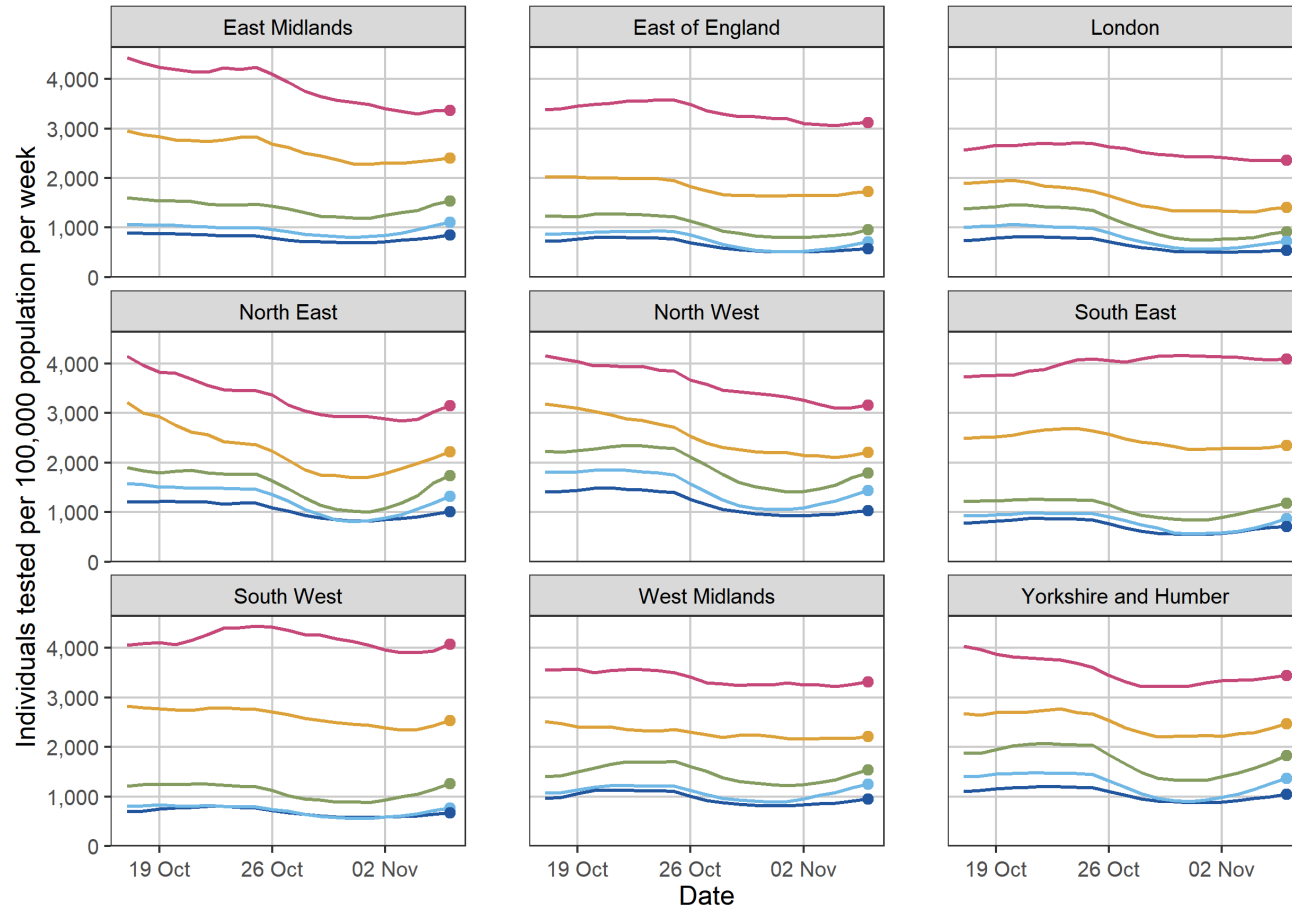 Individuals tested per 100,000 population per week
East Midlands
East of England
London
4,000
3,000
2,000
1,000
0
North East
North West
South East
4,000
3,000
2,000
1,000
0
South West
West Midlands
Yorkshire and Humber
4,000
3,000
2,000
1,000
0
19 Oct 26 Oct 02 Nov
19 Oct 26 Oct 02 Nov
19 Oct 26 Oct 02 Nov
Date